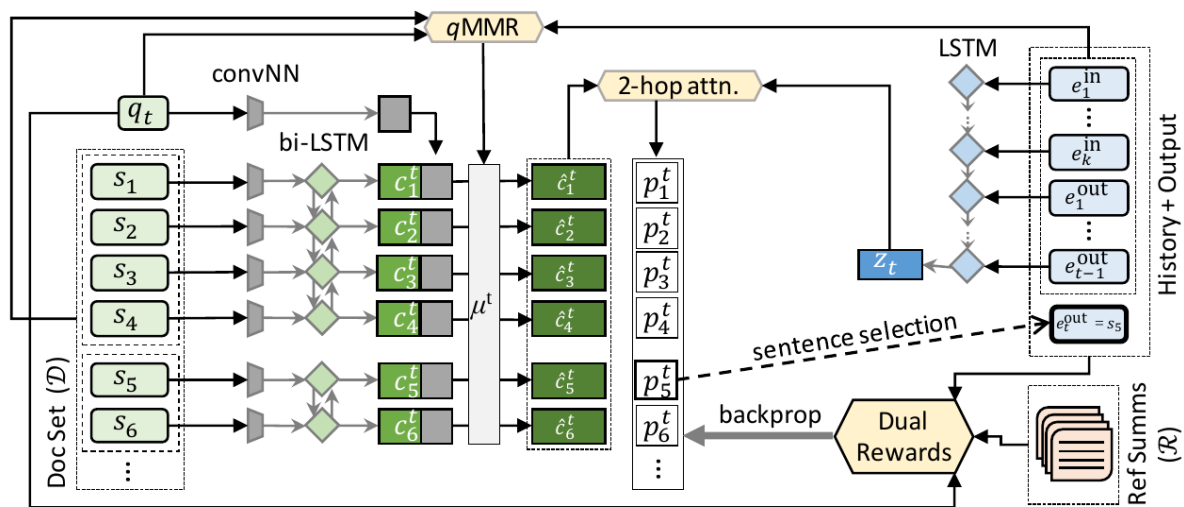 qMMR
LSTM
convNN
2-hop attn.
q_t
bi-LSTM
e_1^in
⋮
e_k^in
e_1^out
⋮
e_{t-1}^out
e_t^out = s_5
History + Output
s_1
s_2
s_3
s_4
s_5
s_6
⋮
Doc Set (𝒟)
c_1^t
c_2^t
c_3^t
c_4^t
c_5^t
c_6^t
μ^t
ĉ_1^t
ĉ_2^t
ĉ_3^t
ĉ_4^t
ĉ_5^t
ĉ_6^t
p_1^t
p_2^t
p_3^t
p_4^t
p_5^t
p_6^t
⋮
z_t
sentence selection
backprop
Dual
Rewards
Ref Summs
(ℛ)